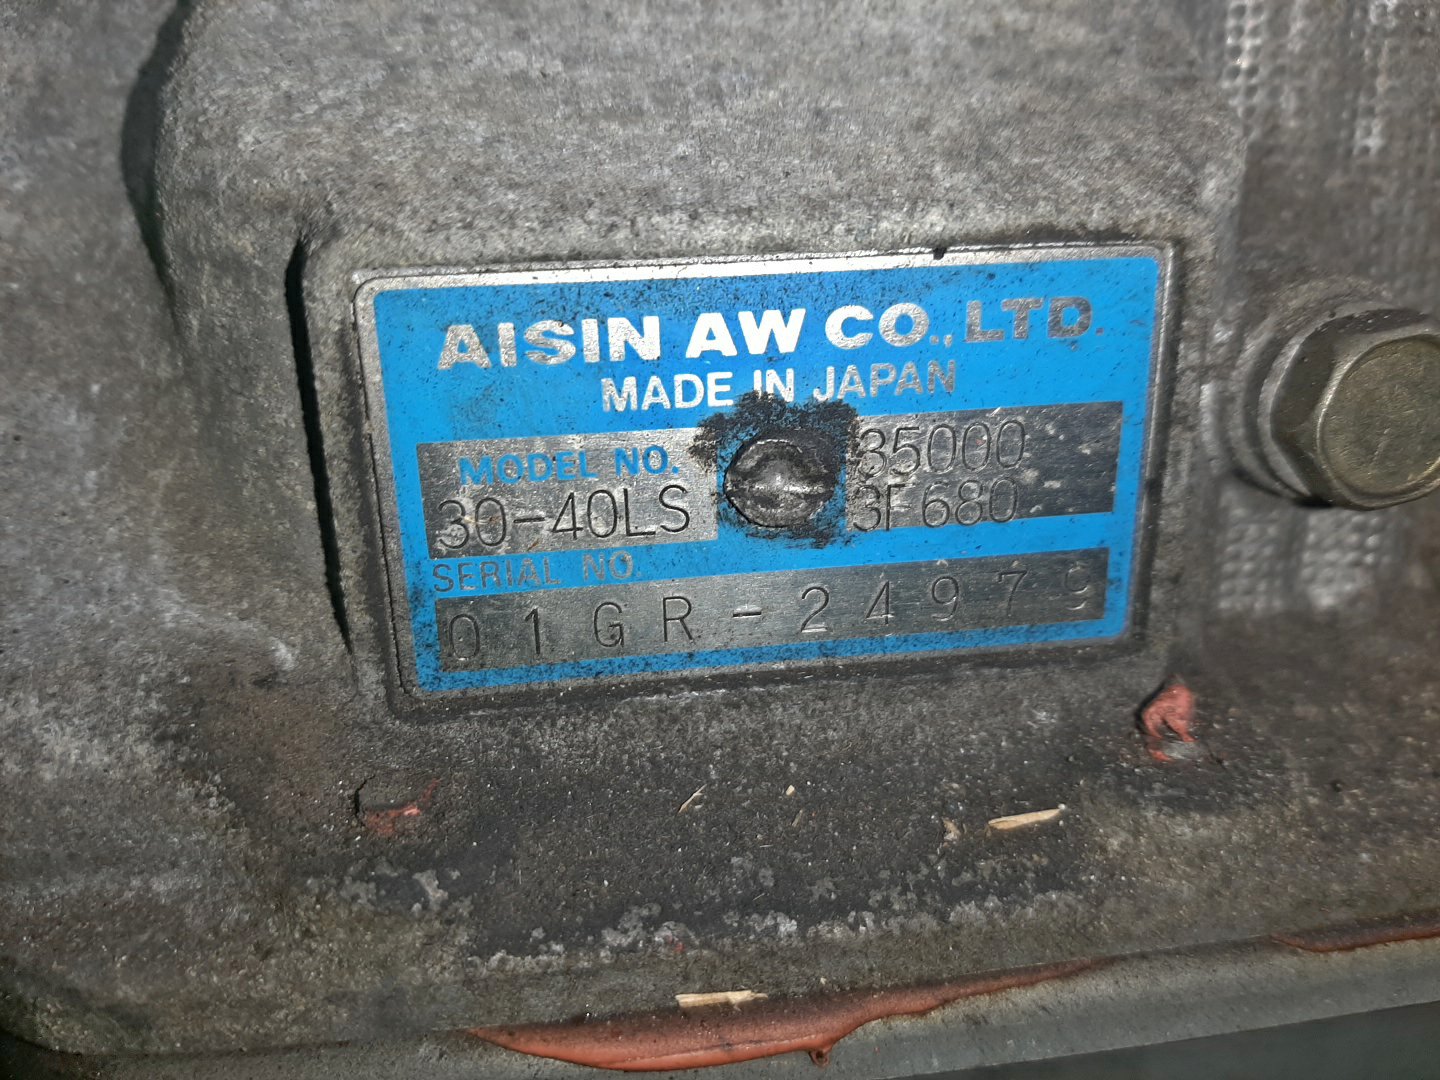 AISIN AW CO., LTD.
MADE IN JAPAN
MODEL NO.
30-40LS
35000
3F680
SERIAL NO.
01GR-24979